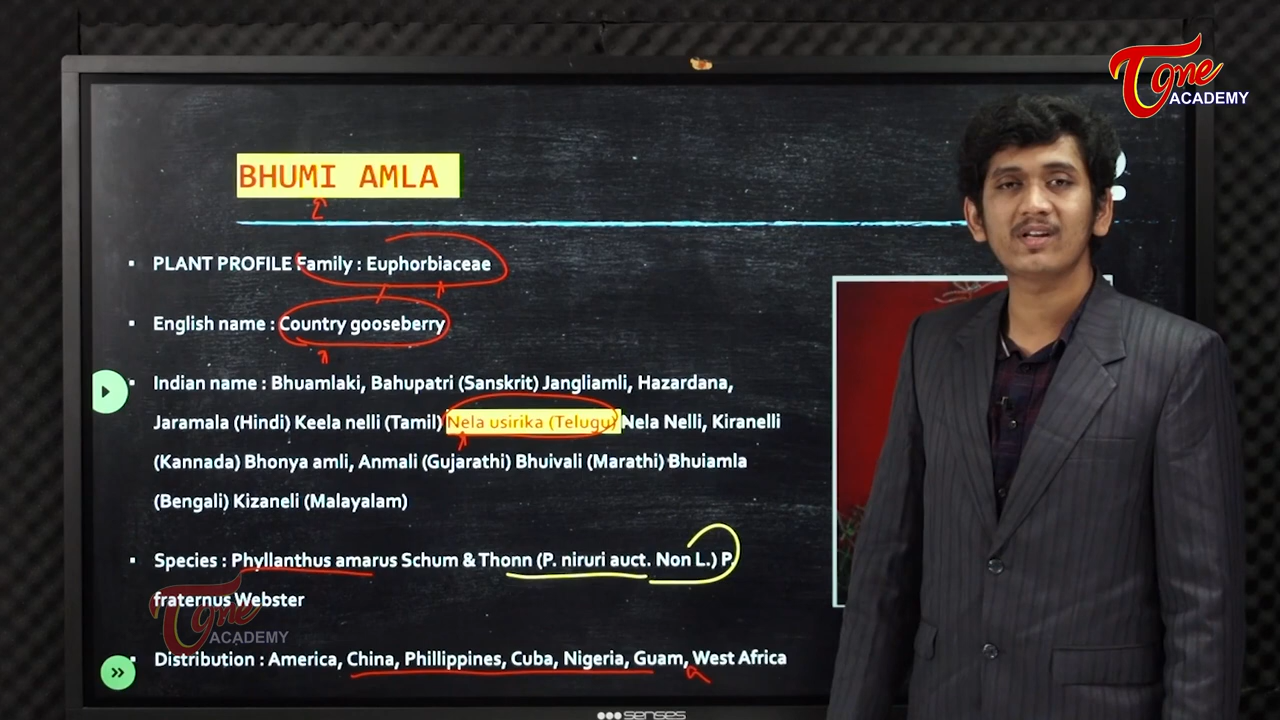 Tone
ACADEMY
BHUMI AMLA
PLANT PROFILE Family : Euphorbiaceae
English name : Country gooseberry
Indian name : Bhuamlaki, Bahupatri (Sanskrit) Jangliamli, Hazardana,
Jaramala (Hindi) Keela nelli (Tamil) Nela usirika (Telugu) Nela Nelli, Kiranelli
(Kannada) Bhonya amli, Anmali (Gujarathi) Bhuivali (Marathi) Bhuiamla
(Bengali) Kizaneli (Malayalam)
Species : Phyllanthus amarus Schum & Thonn (P. niruri auct. Non L.) P.
fraternus Webster
Tone
ACADEMY
Distribution : America, China, Phillippines, Cuba, Nigeria, Guam, West Africa
senses